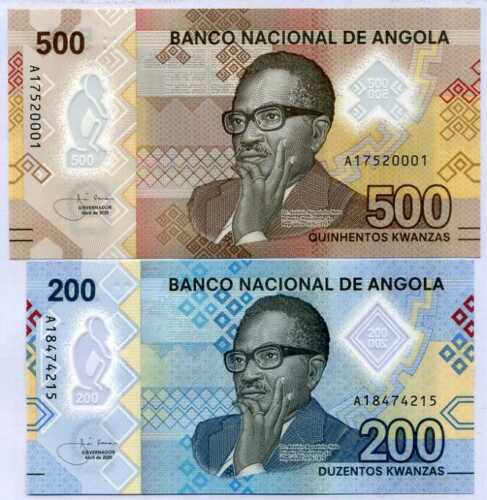 500
BANCO NACIONAL DE ANGOLA
A17520001
500
500
A17520001
GOVERNADOR
Abril de 2020
500
QUINHENTOS KWANZAS
200
BANCO NACIONAL DE ANGOLA
A18474215
200
200
A18474215
200
GOVERNADOR
Abril de 2020
200
DUZENTOS KWANZAS